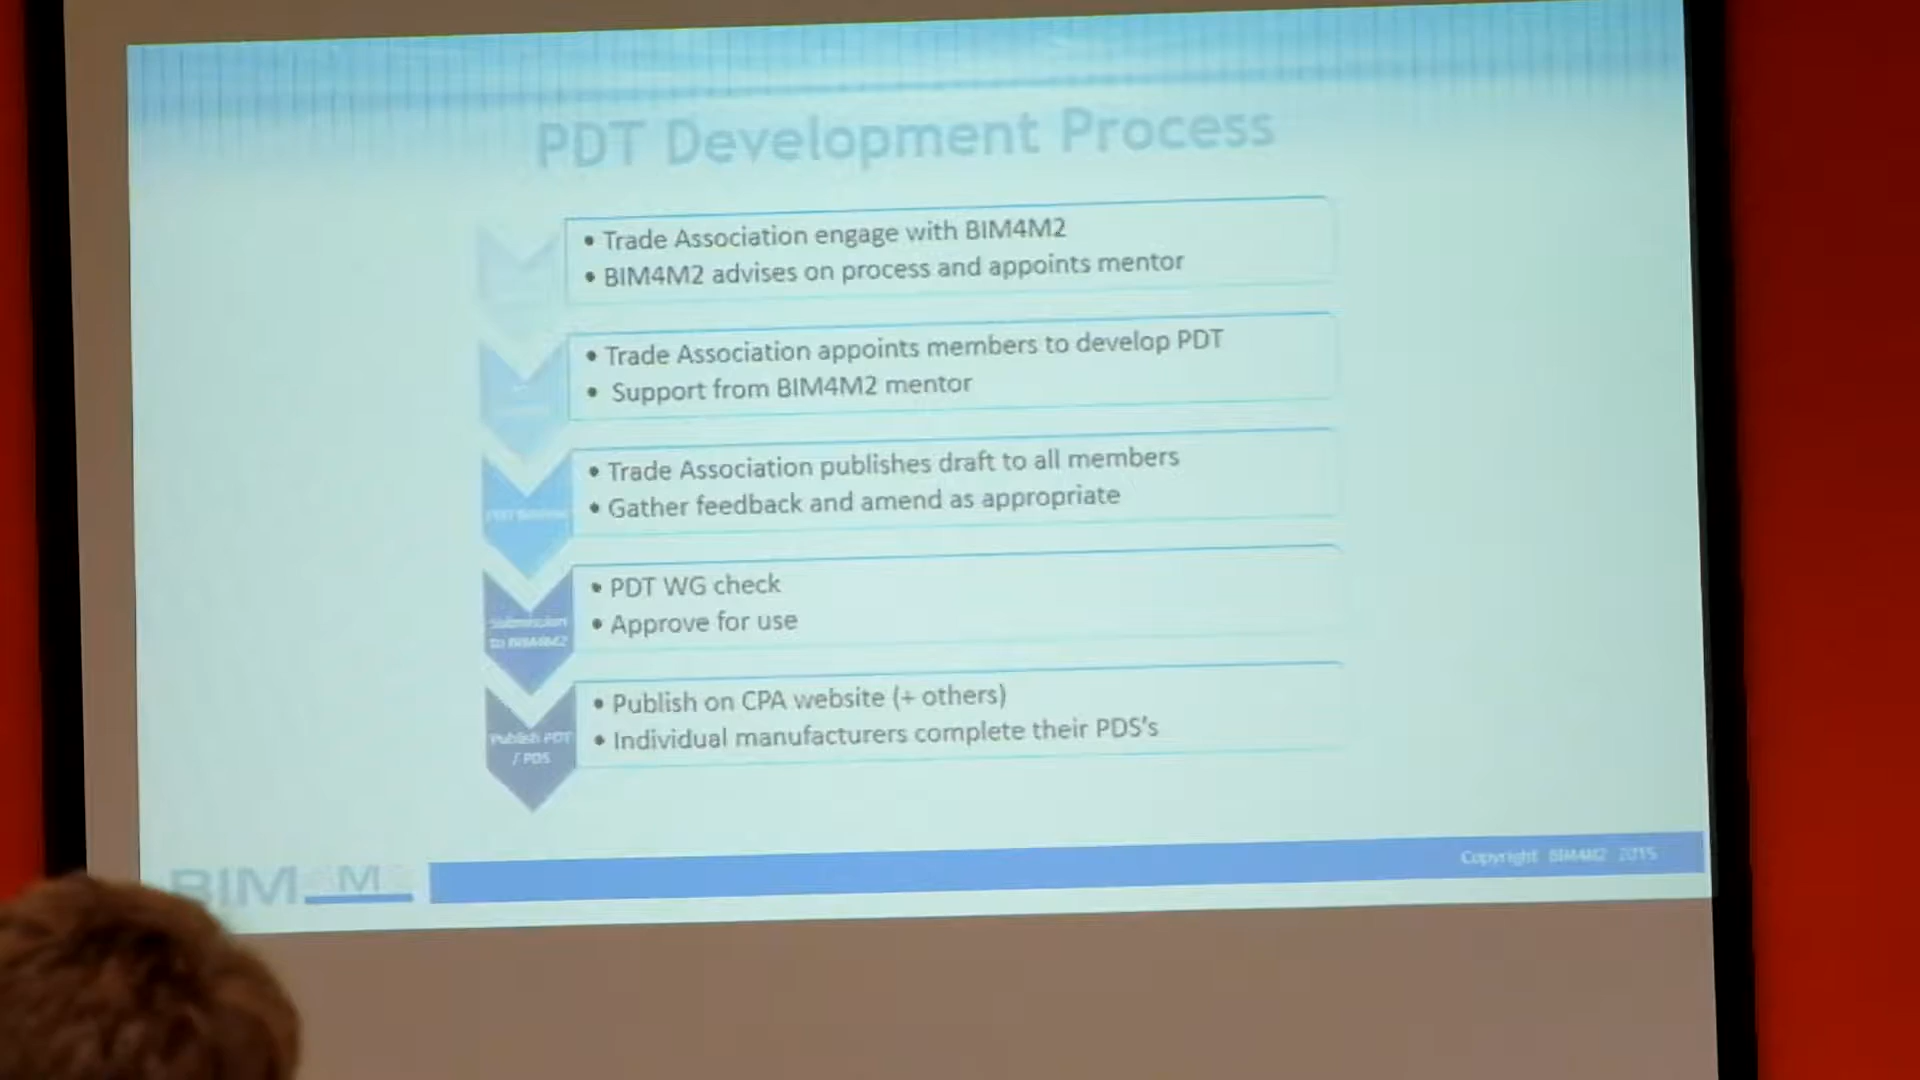 PDT Development Process
• Trade Association engage with BIM4M2
• BIM4M2 advises on process and appoints mentor
• Trade Association appoints members to develop PDT
• Support from BIM4M2 mentor
• Trade Association publishes draft to all members
• Gather feedback and amend as appropriate
Submission
to BIM4M2
• PDT WG check
• Approve for use
Publish PDT
/ PDS
• Publish on CPA website (+ others)
• Individual manufacturers complete their PDS's
BIM M
Copyright BIM4M2 2015